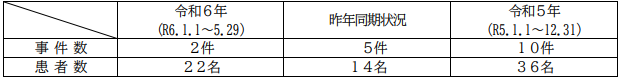 令和６年 昨年同期状況 令和５年
(R6.1.1～5.29) (R5.1.1～12.31)
事件数 ２件 ５件 １０件
患者数 ２２名 １４名 ３６名